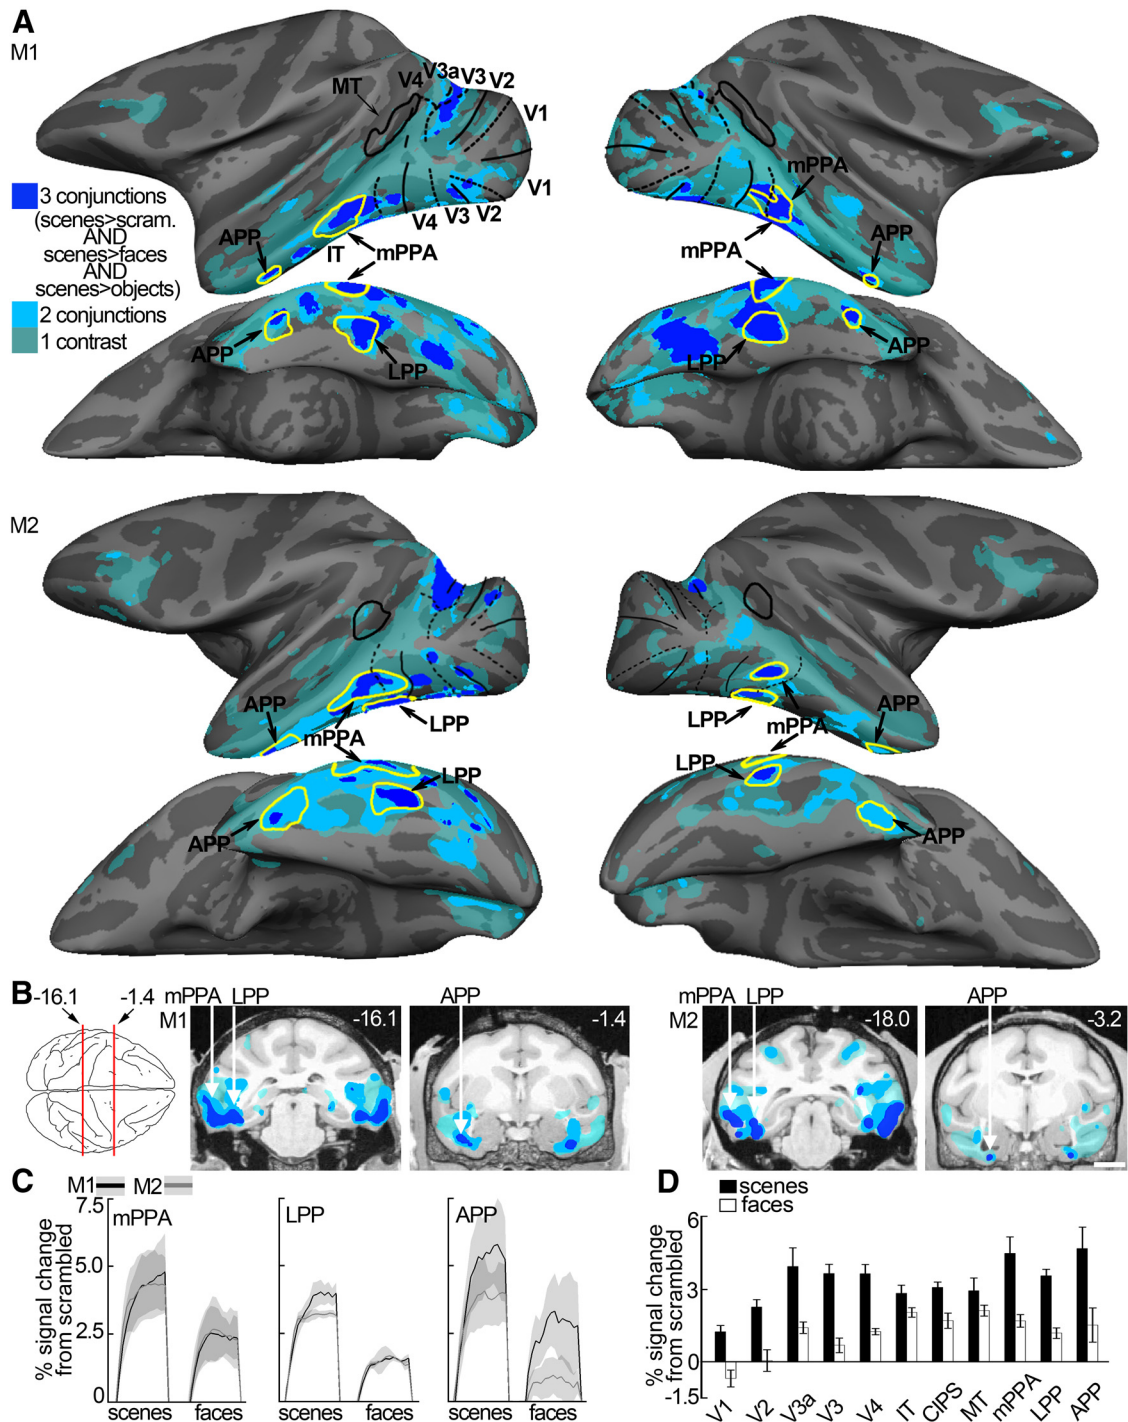 A
M1
MT
V4
V3a
V3
V2
V1
V1
V2
V3
V4
IT
mPPA
APP
mPPA
mPPA
APP
3 conjunctions
(scenes>scram.
AND
scenes>faces
AND
scenes>objects)
2 conjunctions
1 contrast
APP
LPP
LPP
APP
M2
APP
mPPA
LPP
LPP
mPPA
APP
APP
LPP
LPP
APP
B
-16.1
-1.4
mPPA LPP
M1
-16.1
APP
-1.4
mPPA LPP
M2
-18.0
APP
-3.2
C
M1
M2
% signal change
from scrambled
7.5
5.0
2.5
0
mPPA
LPP
APP
scenes
faces
scenes
faces
scenes
faces
D
scenes
faces
% signal change
from scrambled
6
3
0
-1.5
V1
V2
V3a
V3
V4
IT
CIPS
MT
mPPA
LPP
APP